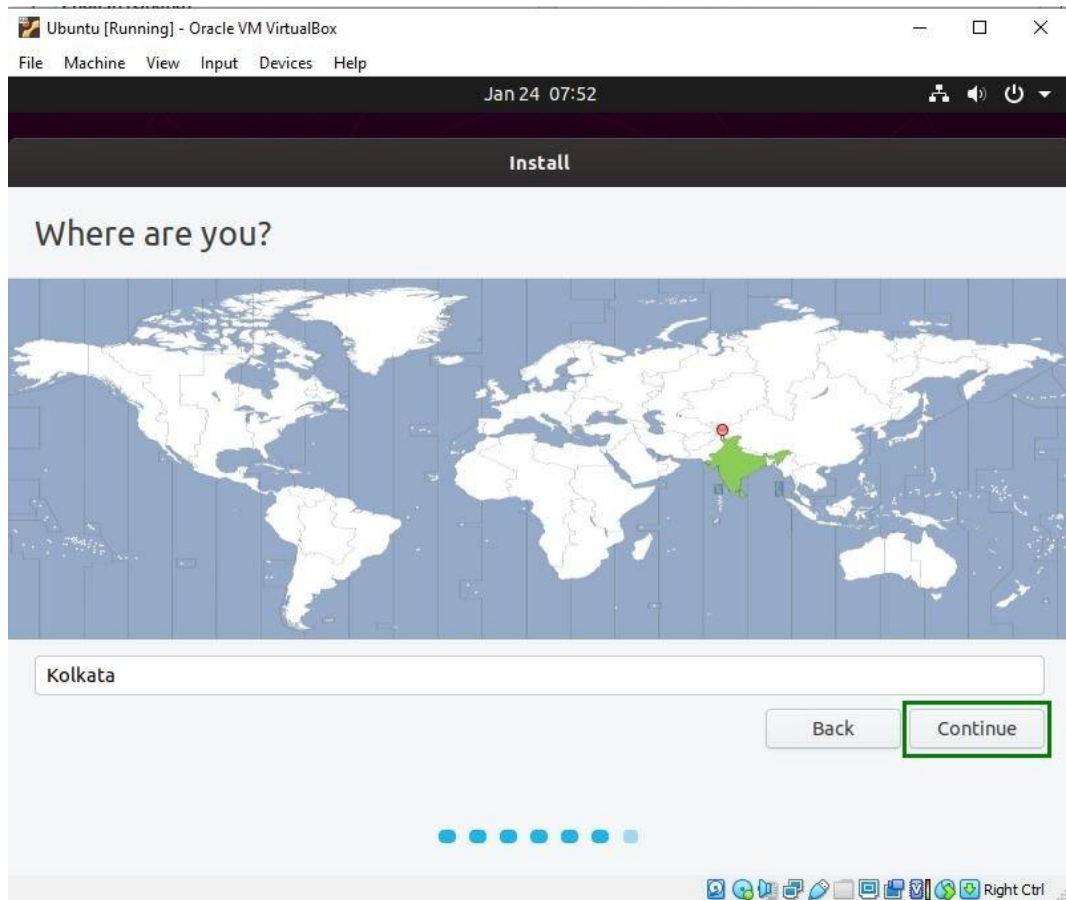 Ubuntu [Running] - Oracle VM VirtualBox
File Machine View Input Devices Help
Jan 24 07:52
Install
Where are you?
Kolkata
Back Continue
Right Ctrl